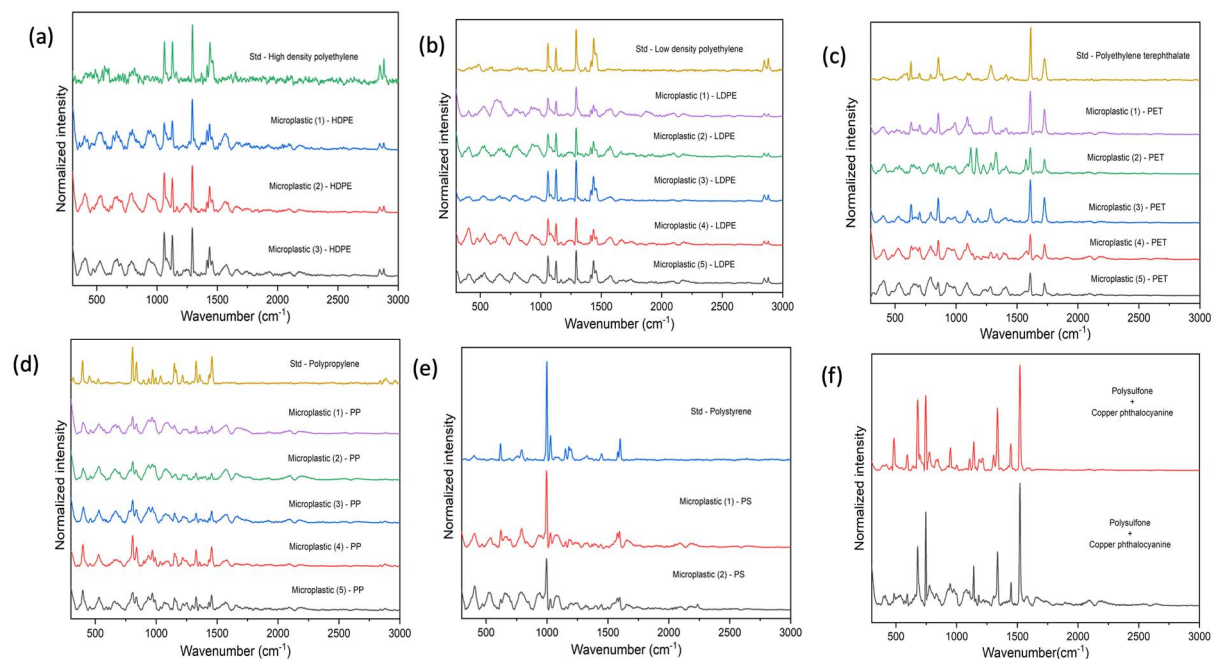 (a)
Std - High density polyethylene
Microplastic (1) - HDPE
Microplastic (2) - HDPE
Microplastic (3) - HDPE
Normalized intensity
500 1000 1500 2000 2500 3000
Wavenumber (cm-1)
(b)
Std - Low density polyethylene
Microplastic (1) - LDPE
Microplastic (2) - LDPE
Microplastic (3) - LDPE
Microplastic (4) - LDPE
Microplastic (5) - LDPE
Normalized intensity
500 1000 1500 2000 2500 3000
Wavenumber (cm-1)
(c)
Std - Polyethylene terephthalate
Microplastic (1) - PET
Microplastic (2) - PET
Microplastic (3) - PET
Microplastic (4) - PET
Microplastic (5) - PET
Normalized intensity
500 1000 1500 2000 2500 3000
Wavenumber (cm-1)
(d)
Std - Polypropylene
Microplastic (1) - PP
Microplastic (2) - PP
Microplastic (3) - PP
Microplastic (4) - PP
Microplastic (5) - PP
Normalized intensity
500 1000 1500 2000 2500 3000
Wavenumber (cm-1)
(e)
Std - Polystyrene
Microplastic (1) - PS
Microplastic (2) - PS
Normalized intensity
500 1000 1500 2000 2500 3000
Wavenumber (cm-1)
(f)
Polysulfone
+
Copper phthalocyanine
Polysulfone
+
Copper phthalocyanine
Normalized intensity
500 1000 1500 2000 2500 3000
Wavenumber(cm-1)